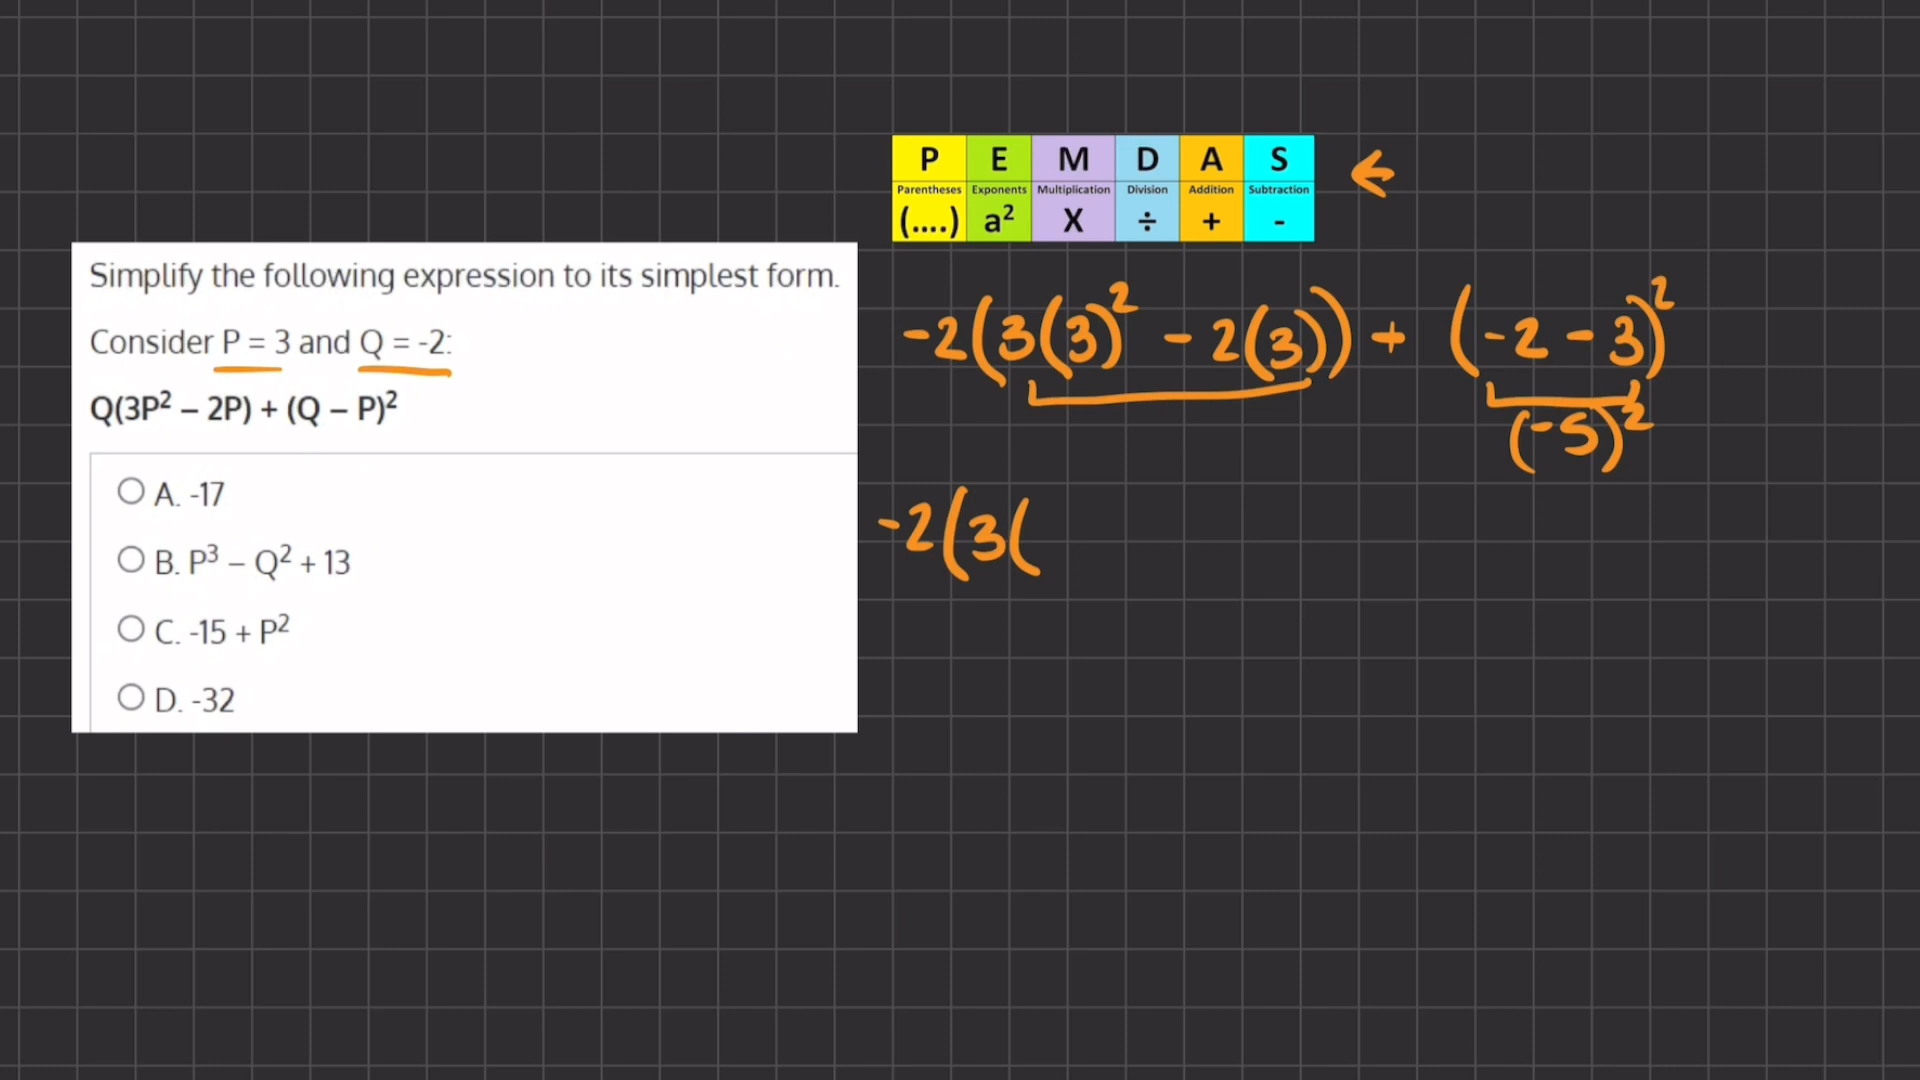 P E M D A S
Parentheses Exponents Multiplication Division Addition Subtraction
(....) a² X ÷ + -
Simplify the following expression to its simplest form.
Consider P = 3 and Q = -2:
Q(3P² – 2P) + (Q – P)²
A. -17
B. P³ – Q² + 13
C. -15 + P²
D. -32
-2(3(3)² - 2(3)) + (-2 - 3)²
(-5)²
-2(3(